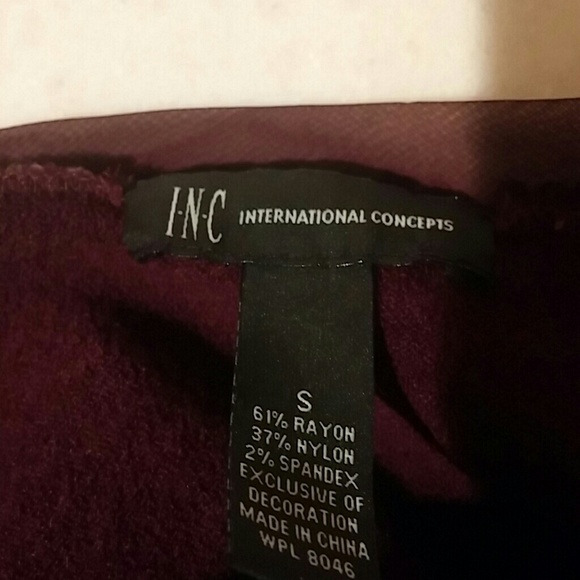 I·N·C INTERNATIONAL CONCEPTS
S
61% RAYON
37% NYLON
2% SPANDEX
EXCLUSIVE OF
DECORATION
MADE IN CHINA
WPL 8046